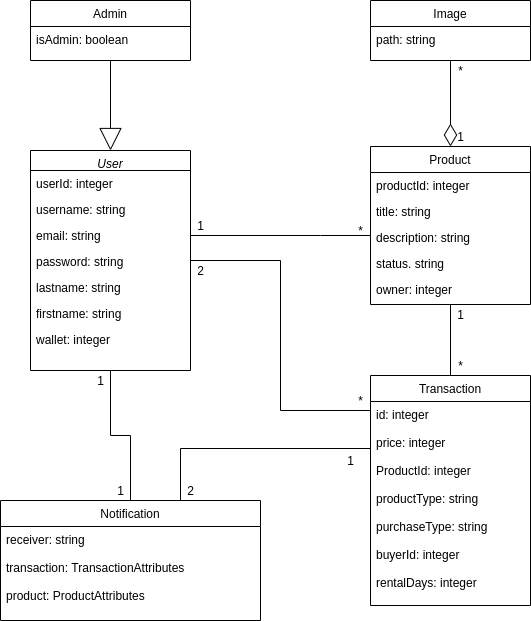 Admin
isAdmin: boolean
Image
path: string
*
1
User
userId: integer
username: string
email: string
password: string
lastname: string
firstname: string
wallet: integer
Product
productId: integer
title: string
description: string
status. string
owner: integer
1
*
2
*
1
*
Transaction
id: integer
price: integer
ProductId: integer
productType: string
purchaseType: string
buyerId: integer
rentalDays: integer
1
1
2
1
Notification
receiver: string
transaction: TransactionAttributes
product: ProductAttributes